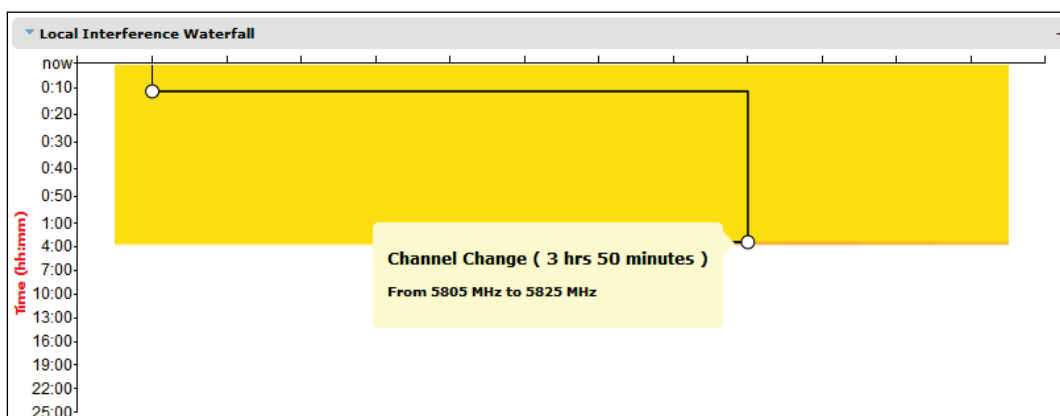 Local Interference Waterfall
now
0:10
0:20
0:30
0:40
0:50
1:00
4:00
7:00
10:00
13:00
16:00
19:00
22:00
25:00
Time (hh:mm)
Channel Change ( 3 hrs 50 minutes )
From 5805 MHz to 5825 MHz